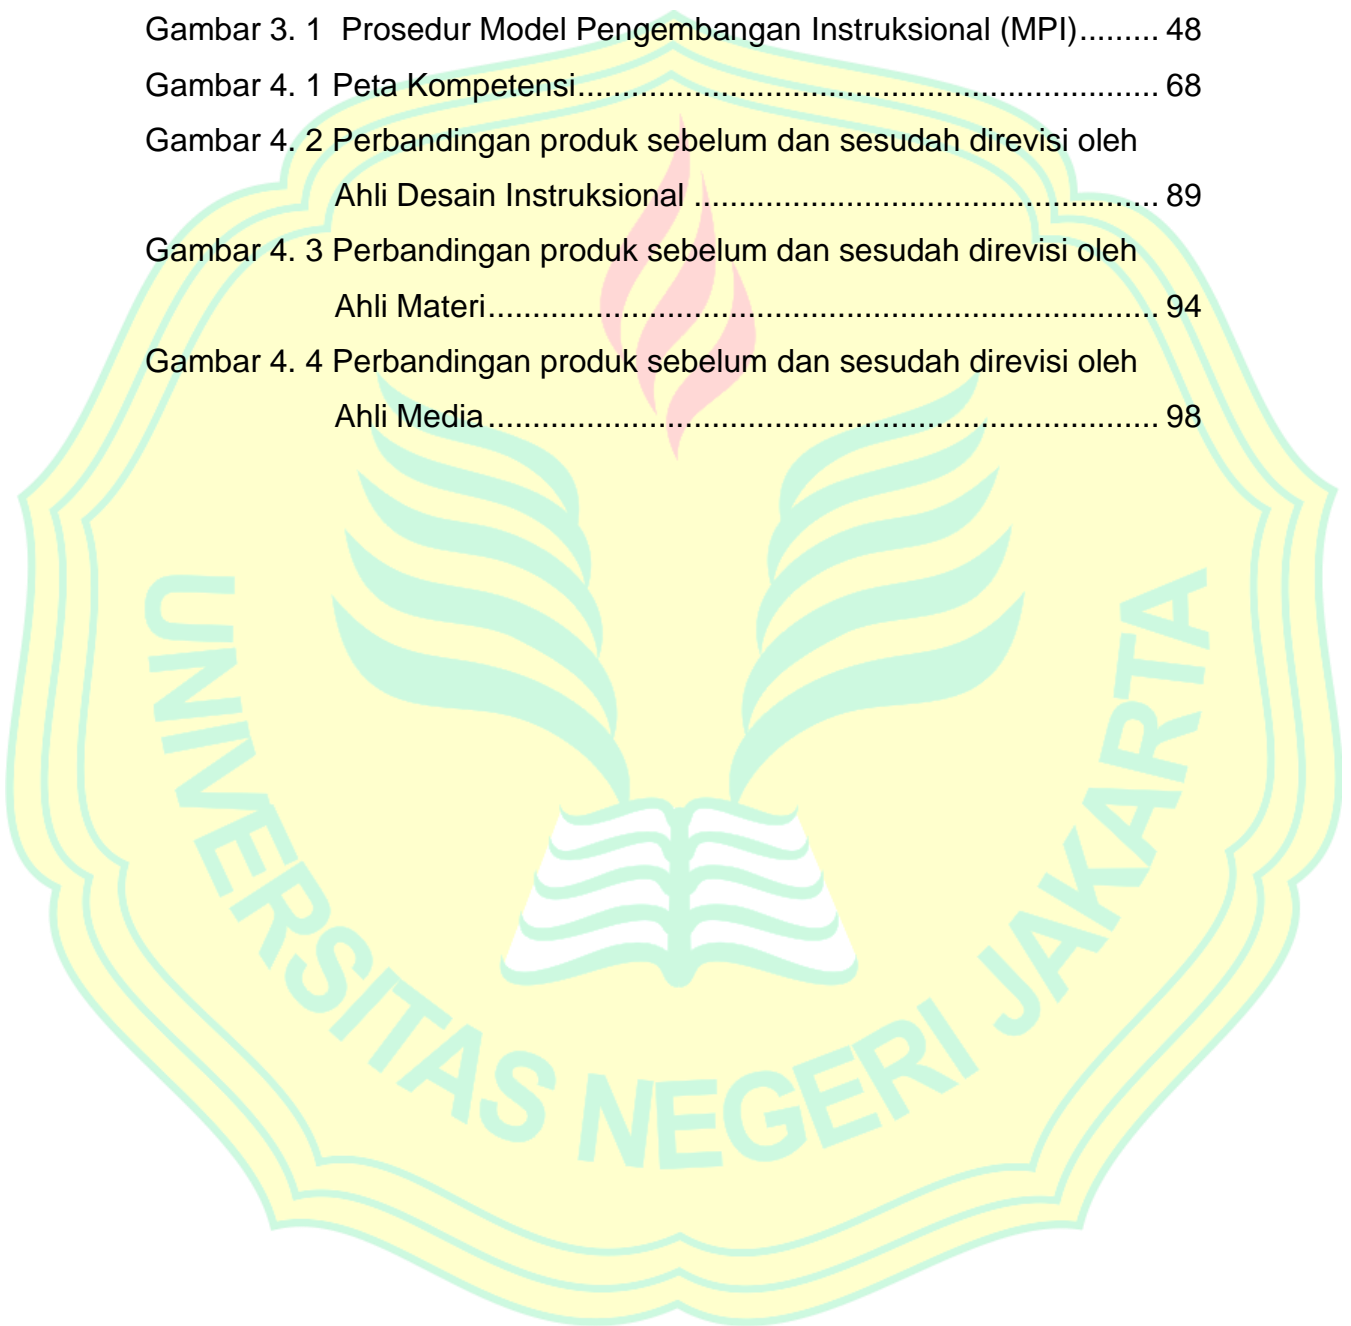 Gambar 3. 1  Prosedur Model Pengembangan Instruksional (MPI)......... 48
Gambar 4. 1 Peta Kompetensi................................................................. 68
Gambar 4. 2 Perbandingan produk sebelum dan sesudah direvisi oleh
Ahli Desain Instruksional .................................................... 89
Gambar 4. 3 Perbandingan produk sebelum dan sesudah direvisi oleh
Ahli Materi........................................................................... 94
Gambar 4. 4 Perbandingan produk sebelum dan sesudah direvisi oleh
Ahli Media........................................................................... 98
UNIVERSITAS NEGERI JAKARTA